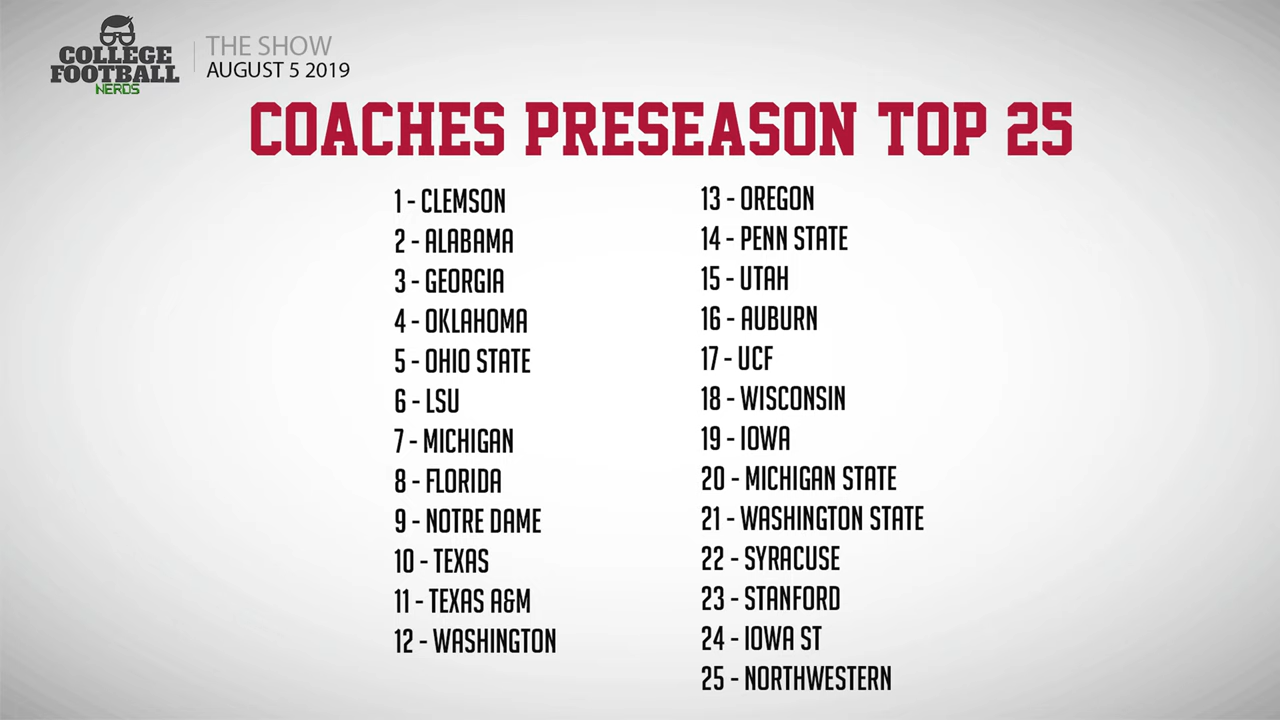 COLLEGE
FOOTBALL
NERDS
THE SHOW
AUGUST 5 2019
COACHES PRESEASON TOP 25
1 - CLEMSON
2 - ALABAMA
3 - GEORGIA
4 - OKLAHOMA
5 - OHIO STATE
6 - LSU
7 - MICHIGAN
8 - FLORIDA
9 - NOTRE DAME
10 - TEXAS
11 - TEXAS A&M
12 - WASHINGTON
13 - OREGON
14 - PENN STATE
15 - UTAH
16 - AUBURN
17 - UCF
18 - WISCONSIN
19 - IOWA
20 - MICHIGAN STATE
21 - WASHINGTON STATE
22 - SYRACUSE
23 - STANFORD
24 - IOWA ST
25 - NORTHWESTERN